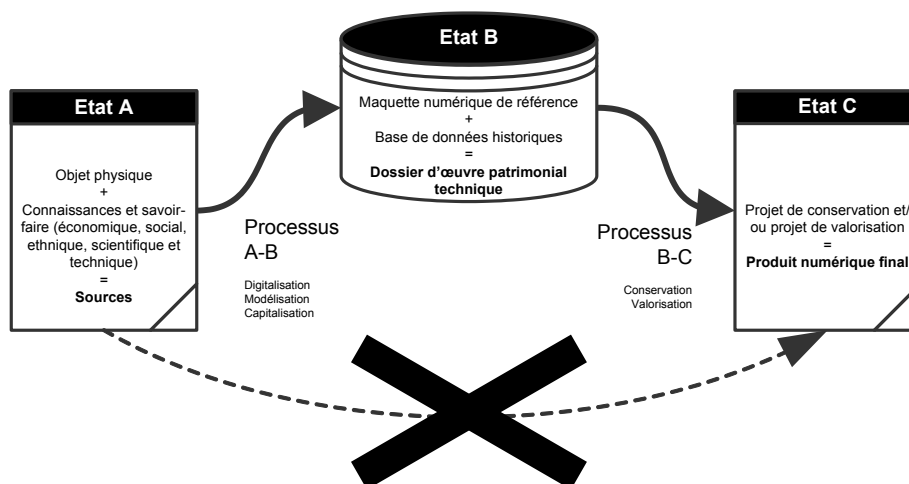 Etat A
Objet physique
+
Connaissances et savoir-
faire (économique, social,
ethnique, scientifique et
technique)
=
Sources
Processus
A-B
Digitalisation
Modélisation
Capitalisation
Etat B
Maquette numérique de référence
+
Base de données historiques
=
Dossier d'œuvre patrimonial
technique
Processus
B-C
Conservation
Valorisation
Etat C
Projet de conservation et/
ou projet de valorisation
=
Produit numérique final